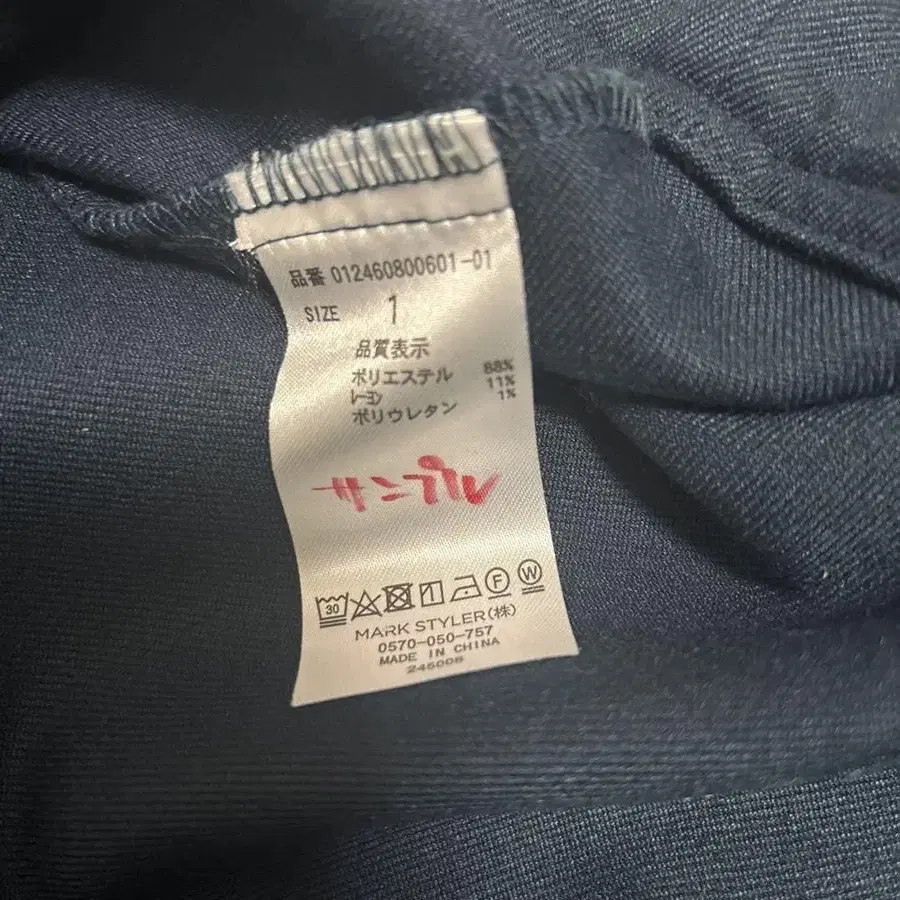 品番 012460800601-01
SIZE 1
品質表示
ポリエステル 88%
レーヨン 11%
ポリウレタン 1%
サンプル
30 F W
MARK STYLER(株)
0570-050-757
MADE IN CHINA
245008